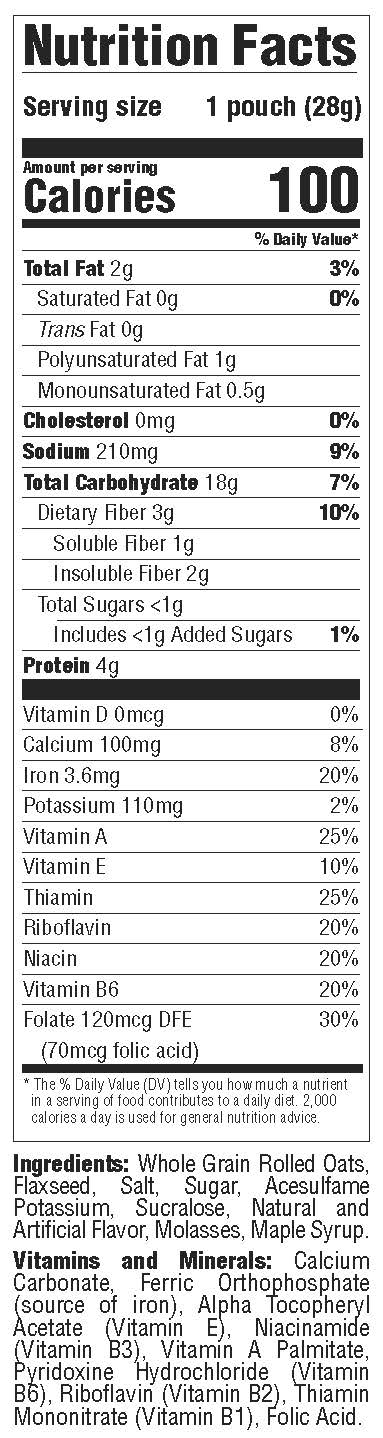 Nutrition Facts
Serving size 1 pouch (28g)
Amount per serving
Calories 100
% Daily Value*
Total Fat 2g 3%
Saturated Fat 0g 0%
Trans Fat 0g
Polyunsaturated Fat 1g
Monounsaturated Fat 0.5g
Cholesterol 0mg 0%
Sodium 210mg 9%
Total Carbohydrate 18g 7%
Dietary Fiber 3g 10%
Soluble Fiber 1g
Insoluble Fiber 2g
Total Sugars <1g
Includes <1g Added Sugars 1%
Protein 4g
Vitamin D 0mcg 0%
Calcium 100mg 8%
Iron 3.6mg 20%
Potassium 110mg 2%
Vitamin A 25%
Vitamin E 10%
Thiamin 25%
Riboflavin 20%
Niacin 20%
Vitamin B6 20%
Folate 120mcg DFE 30%
(70mcg folic acid)
* The % Daily Value (DV) tells you how much a nutrient
in a serving of food contributes to a daily diet. 2,000
calories a day is used for general nutrition advice.
Ingredients: Whole Grain Rolled Oats,
Flaxseed, Salt, Sugar, Acesulfame
Potassium, Sucralose, Natural and
Artificial Flavor, Molasses, Maple Syrup.
Vitamins and Minerals: Calcium
Carbonate, Ferric Orthophosphate
(source of iron), Alpha Tocopheryl
Acetate (Vitamin E), Niacinamide
(Vitamin B3), Vitamin A Palmitate,
Pyridoxine Hydrochloride (Vitamin
B6), Riboflavin (Vitamin B2), Thiamin
Mononitrate (Vitamin B1), Folic Acid.